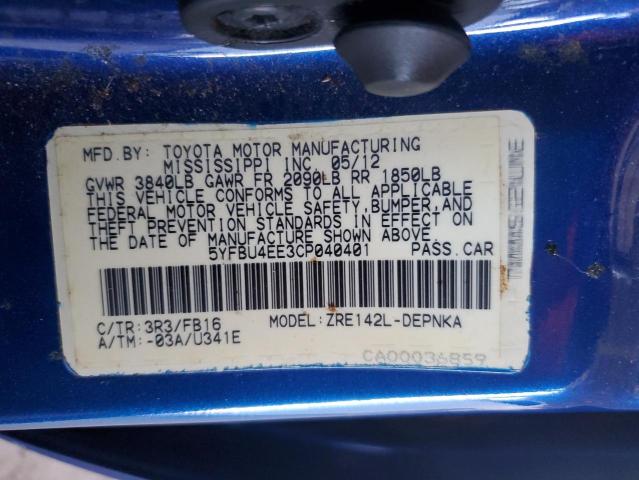 MFD.BY: TOYOTA MOTOR MANUFACTURING
MISSISSIPPI INC 05/12
GVWR 3840LB GAWR FR 2090LB RR 1850LB
THIS VEHICLE CONFORMS TO ALL APPLICABLE
FEDERAL MOTOR VEHICLE SAFETY,BUMPER,AND
THEFT PREVENTION STANDARDS IN EFFECT ON
THE DATE OF MANUFACTURE SHOWN ABOVE
5YFBU4EE3CP040401 PASS.CAR
C/TR:3R3/FB16 MODEL:ZRE142L-DEPNKA
A/TM:-03A/U341E
CA00036859